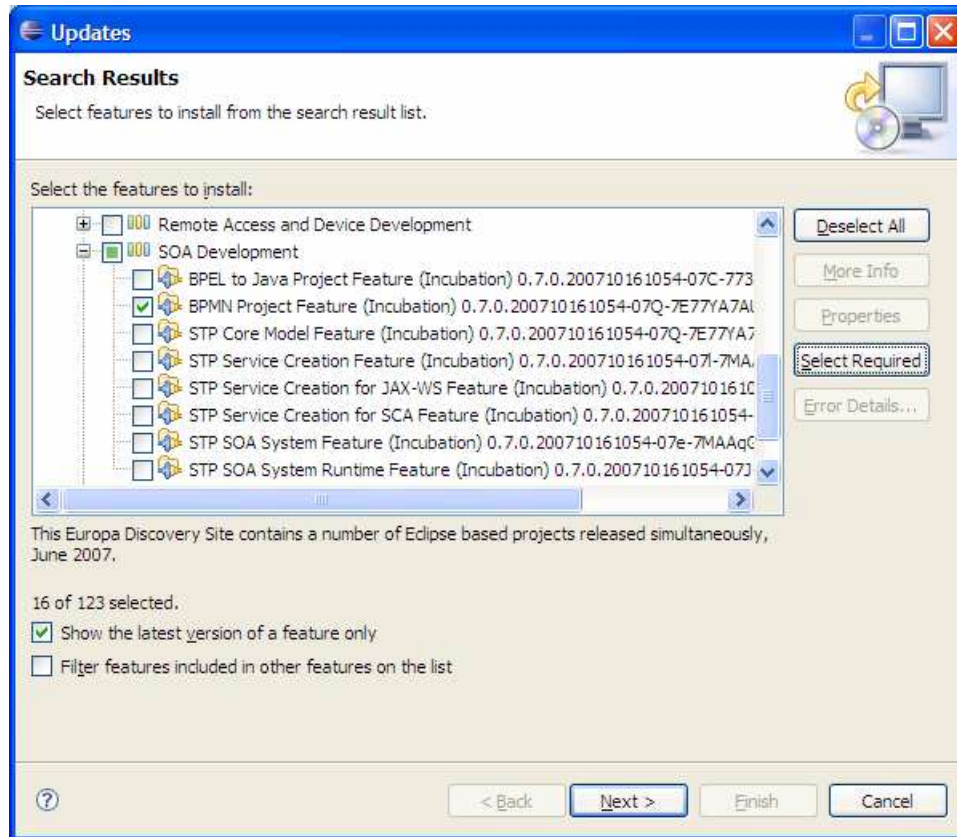 Updates
Search Results
Select features to install from the search result list.
Select the features to install:
Remote Access and Device Development
SOA Development
BPEL to Java Project Feature (Incubation) 0.7.0.200710161054-07C-773
BPMN Project Feature (Incubation) 0.7.0.200710161054-07Q-7E77YA7AU
STP Core Model Feature (Incubation) 0.7.0.200710161054-07Q-7E77YA7
STP Service Creation Feature (Incubation) 0.7.0.200710161054-07l-7MA
STP Service Creation for JAX-WS Feature (Incubation) 0.7.0.2007101610
STP Service Creation for SCA Feature (Incubation) 0.7.0.200710161054-
STP SOA System Feature (Incubation) 0.7.0.200710161054-07e-7MAAqG
STP SOA System Runtime Feature (Incubation) 0.7.0.200710161054-07J
Deselect All
More Info
Properties
Select Required
Error Details...
This Europa Discovery Site contains a number of Eclipse based projects released simultaneously,
June 2007.
16 of 123 selected.
Show the latest version of a feature only
Filter features included in other features on the list
< Back Next > Finish Cancel